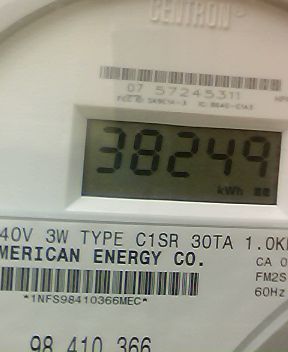 CENTRON®
07 57245311
38249
kWh
40V 3W TYPE C1SR 30TA 1.0K
MERICAN ENERGY CO.
CA 0
FM2S
60Hz
*1NFS98410366MEC*
98 410 366